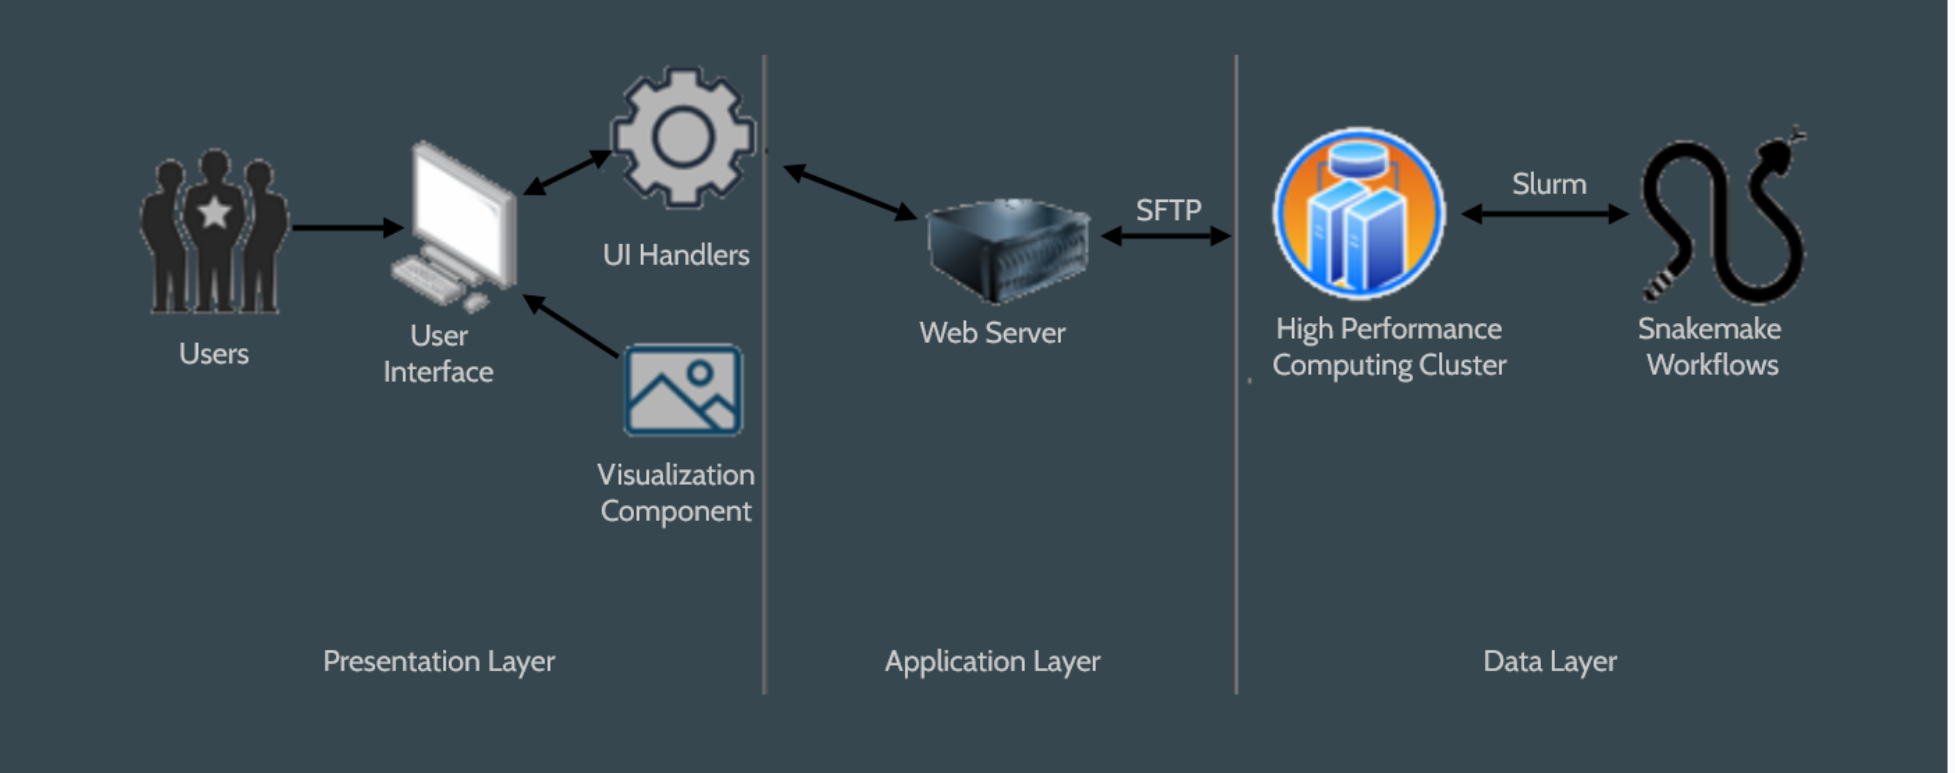 Users
User
Interface
UI Handlers
Visualization
Component
Presentation Layer
Web Server
SFTP
Application Layer
High Performance
Computing Cluster
Slurm
Snakemake
Workflows
Data Layer